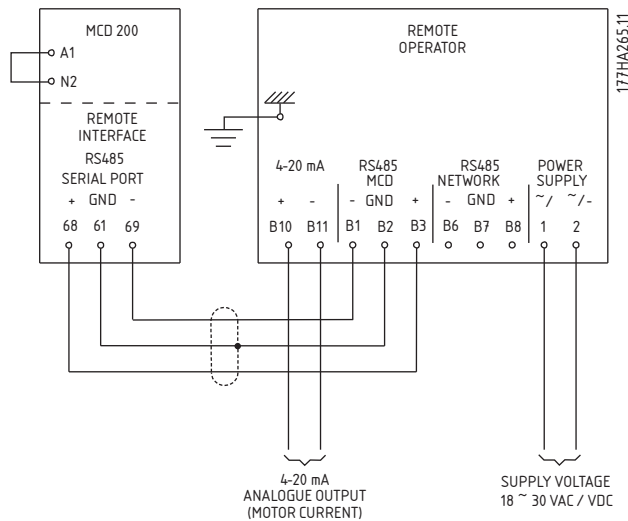 MCD 200
A1
N2
REMOTE
INTERFACE
RS485
SERIAL PORT
+ GND -
68 61 69
REMOTE
OPERATOR
4-20 mA
+ -
B10 B11
RS485
MCD
- GND +
B1 B2 B3
RS485
NETWORK
- GND +
B6 B7 B8
POWER
SUPPLY
~/ ~/-
1 2
4-20 mA
ANALOGUE OUTPUT
(MOTOR CURRENT)
SUPPLY VOLTAGE
18 ~ 30 VAC / VDC
177HA265.11